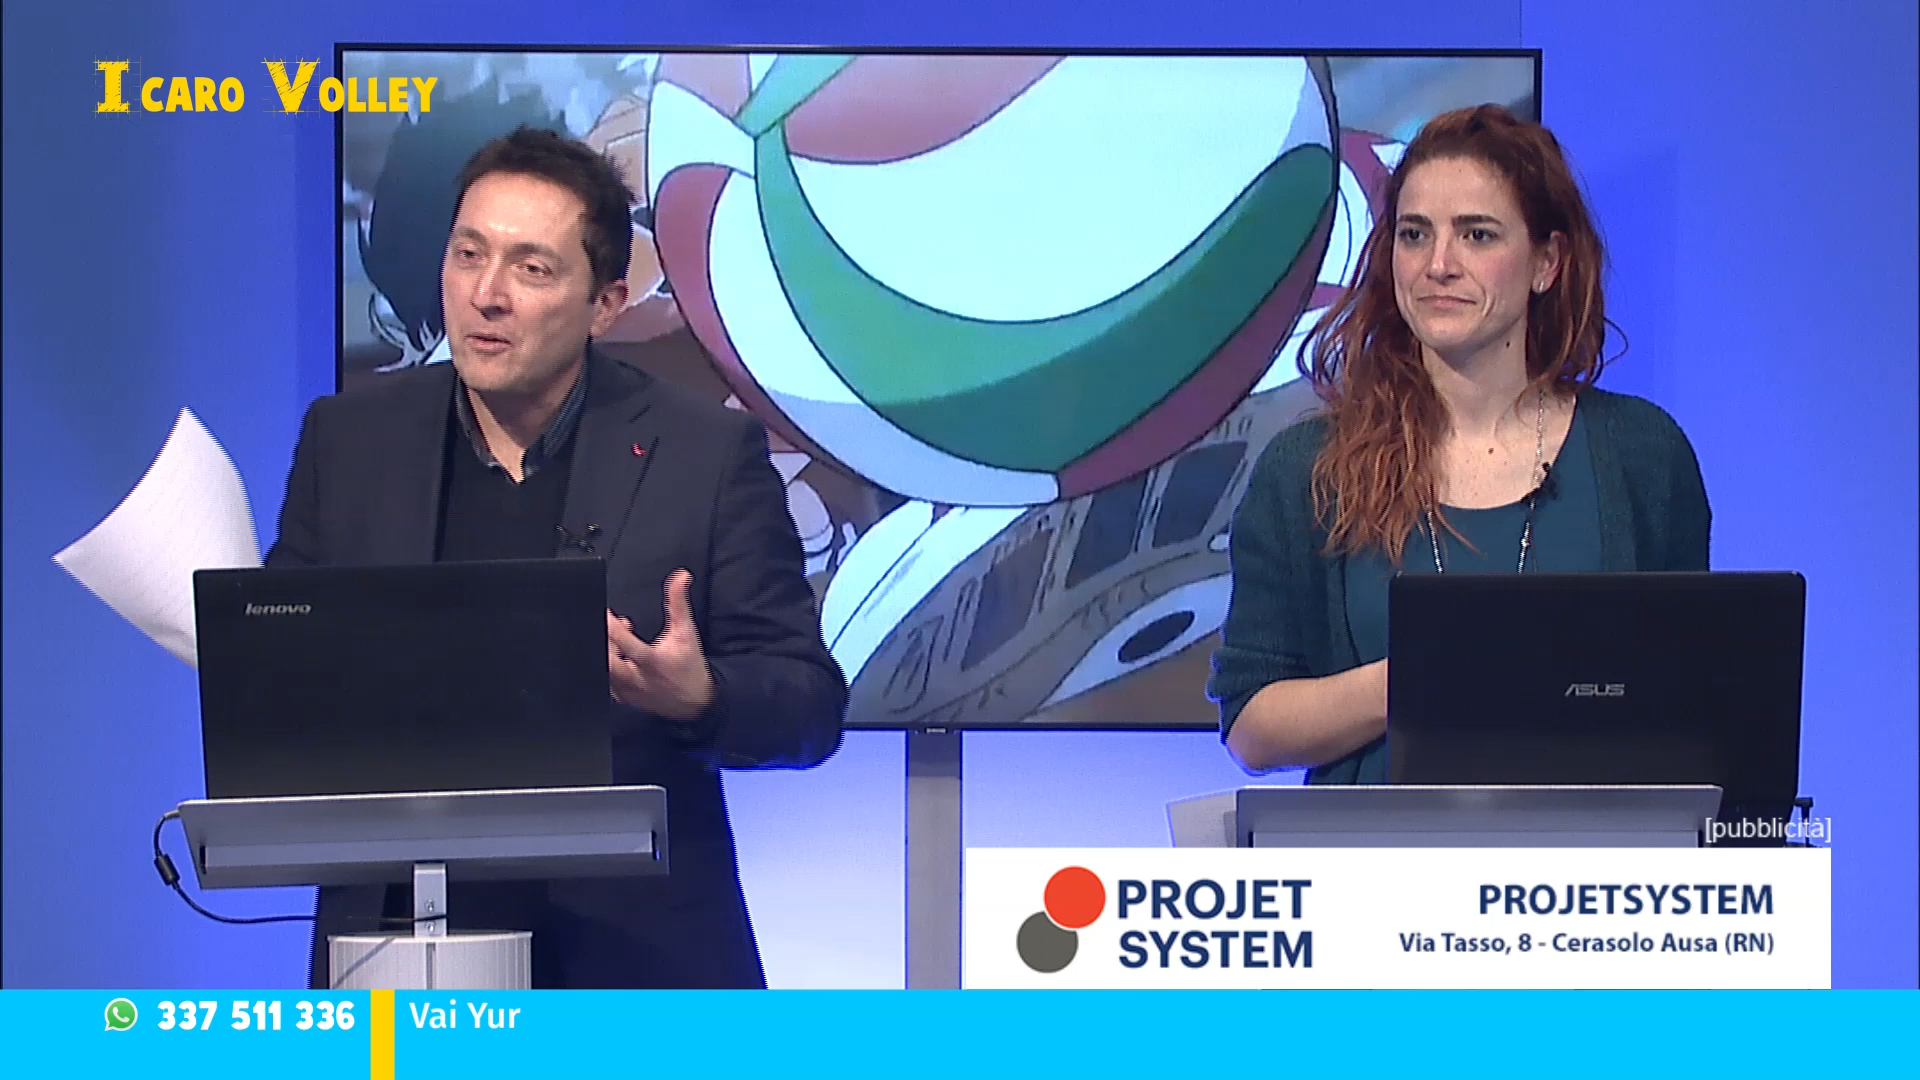 ICARO VOLLEY
lenovo
ASUS
[pubblicità]
PROJET
SYSTEM
PROJETSYSTEM
Via Tasso, 8 - Cerasolo Ausa (RN)
337 511 336
Vai Yur